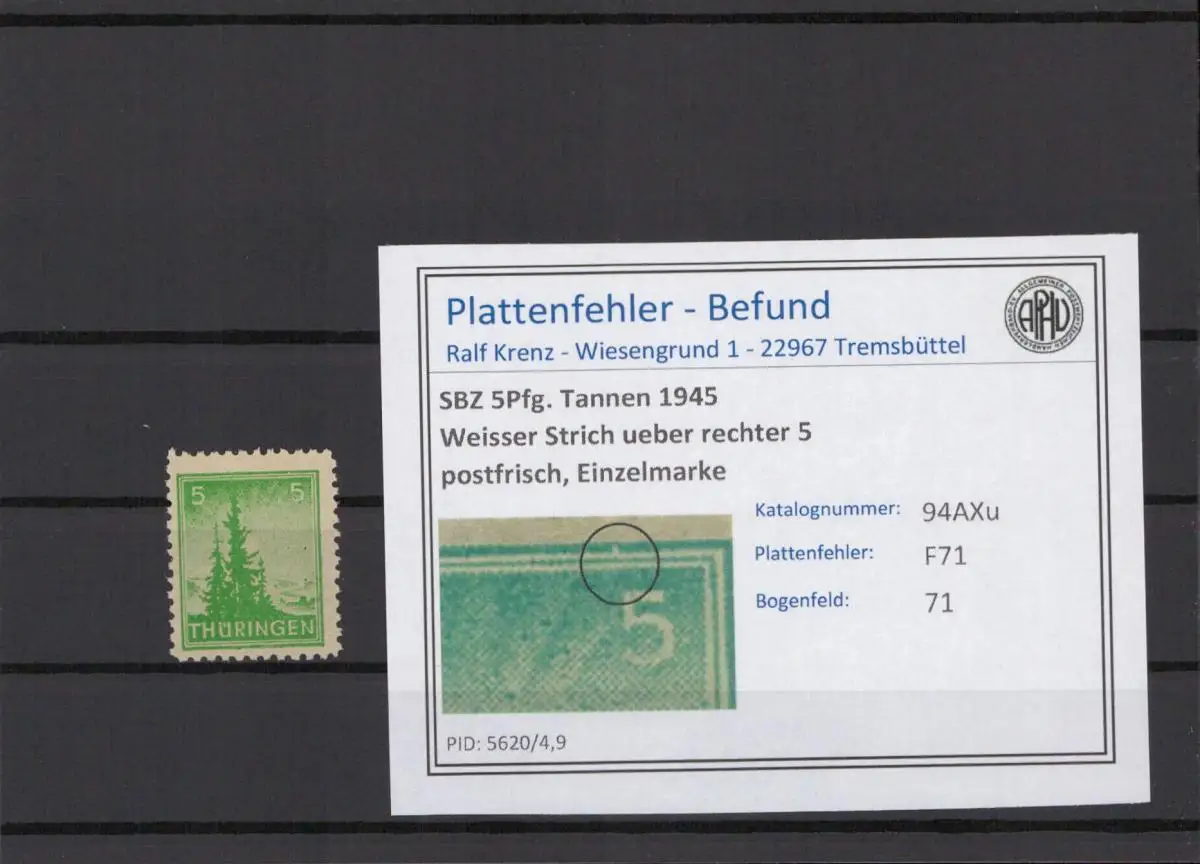 5 5
THÜRINGEN
Plattenfehler - Befund
Ralf Krenz - Wiesengrund 1 - 22967 Tremsbüttel
APHV
SBZ 5Pfg. Tannen 1945
Weisser Strich ueber rechter 5
postfrisch, Einzelmarke
Katalognummer: 94AXu
Plattenfehler: F71
Bogenfeld: 71
5
PID: 5620/4,9